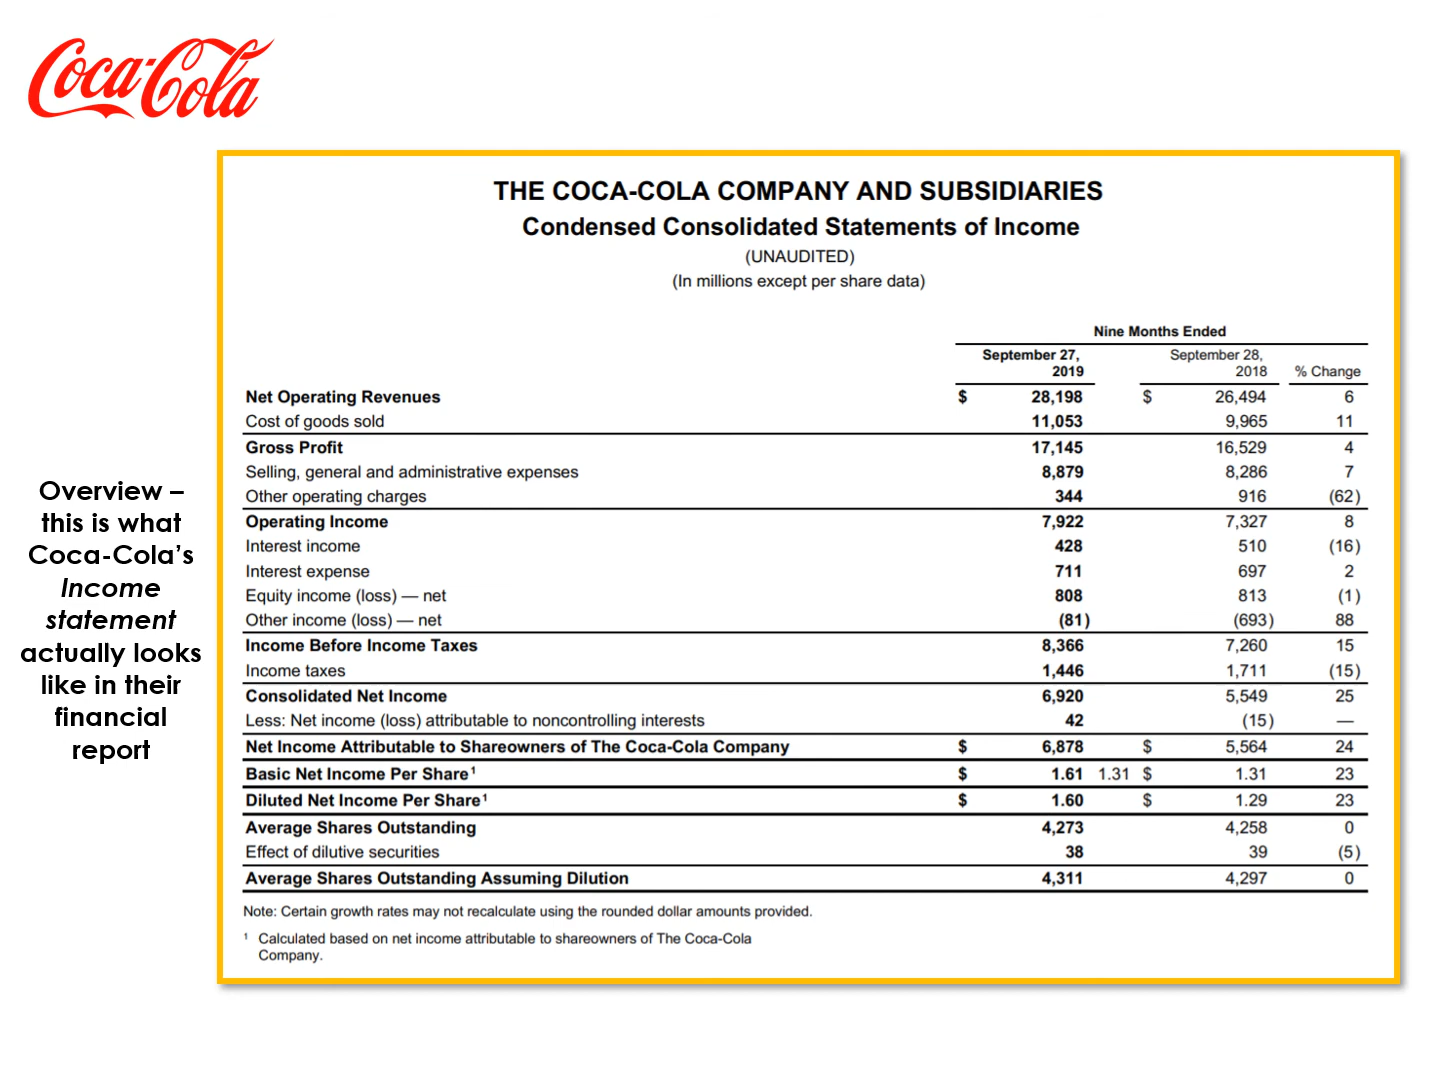 Coca-Cola
THE COCA-COLA COMPANY AND SUBSIDIARIES
Condensed Consolidated Statements of Income
(UNAUDITED)
(In millions except per share data)
Nine Months Ended
September 27, 2019 September 28, 2018 % Change
Net Operating Revenues $ 28,198 $ 26,494 6
Cost of goods sold 11,053 9,965 11
Gross Profit 17,145 16,529 4
Selling, general and administrative expenses 8,879 8,286 7
Other operating charges 344 916 (62)
Operating Income 7,922 7,327 8
Interest income 428 510 (16)
Interest expense 711 697 2
Equity income (loss) — net 808 813 (1)
Other income (loss) — net (81) (693) 88
Income Before Income Taxes 8,366 7,260 15
Income taxes 1,446 1,711 (15)
Consolidated Net Income 6,920 5,549 25
Less: Net income (loss) attributable to noncontrolling interests 42 (15) —
Net Income Attributable to Shareowners of The Coca-Cola Company $ 6,878 $ 5,564 24
Basic Net Income Per Share¹ $ 1.61 1.31 $ 1.31 23
Diluted Net Income Per Share¹ $ 1.60 $ 1.29 23
Average Shares Outstanding 4,273 4,258 0
Effect of dilutive securities 38 39 (5)
Average Shares Outstanding Assuming Dilution 4,311 4,297 0
Note: Certain growth rates may not recalculate using the rounded dollar amounts provided.
¹ Calculated based on net income attributable to shareowners of The Coca-Cola
Company.
Overview –
this is what
Coca-Cola’s
Income
statement
actually looks
like in their
financial
report